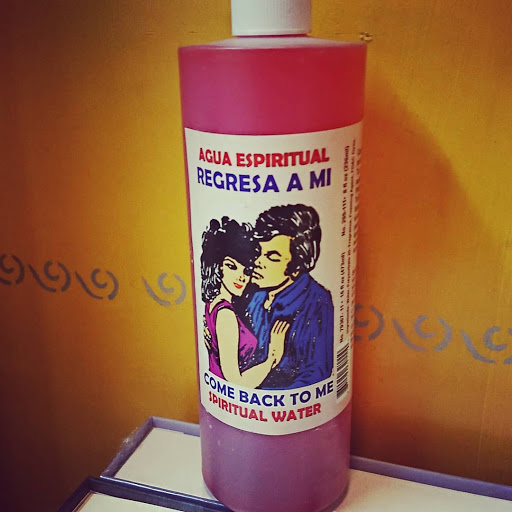 AGUA ESPIRITUAL
REGRESA A MI
COME BACK TO ME
SPIRITUAL WATER